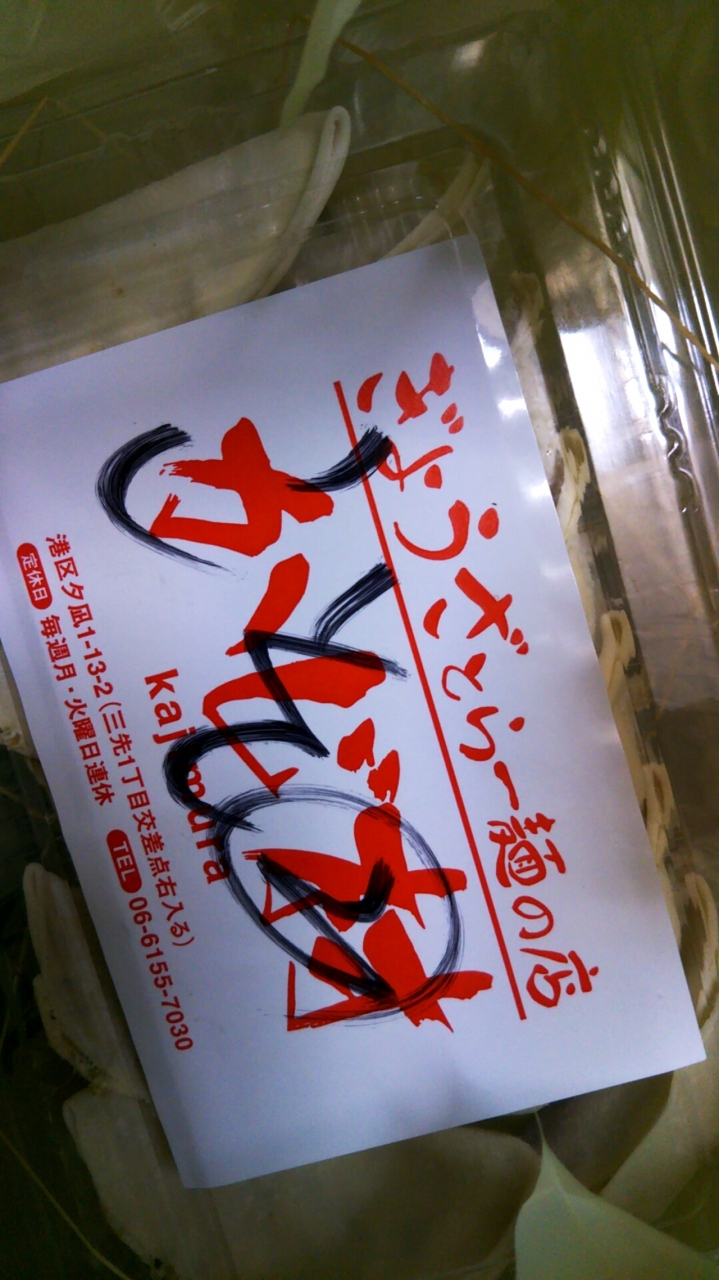 ぎょうざとらー麺の店
かじ村
kajimura
港区夕凪1-13-2(三先1丁目交差点右入る)
定休日 毎週月・火曜日連休 TEL 06-6155-7030